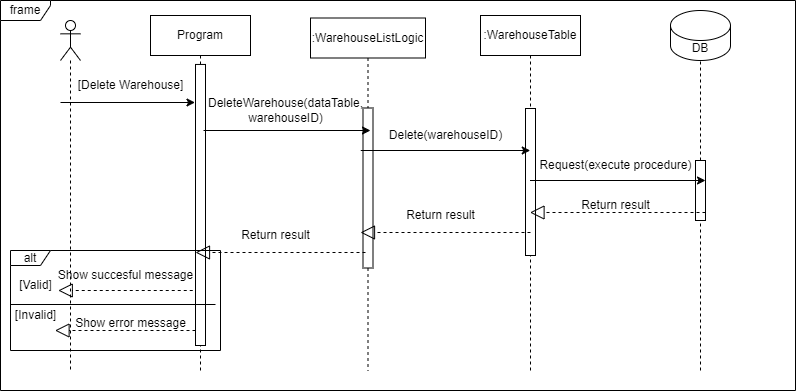 frame
Program
:WarehouseListLogic
:WarehouseTable
DB
[Delete Warehouse]
DeleteWarehouse(dataTable,
warehouseID)
Delete(warehouseID)
Request(execute procedure)
Return result
Return result
Return result
alt
Show succesful message
[Valid]
[Invalid]
Show error message